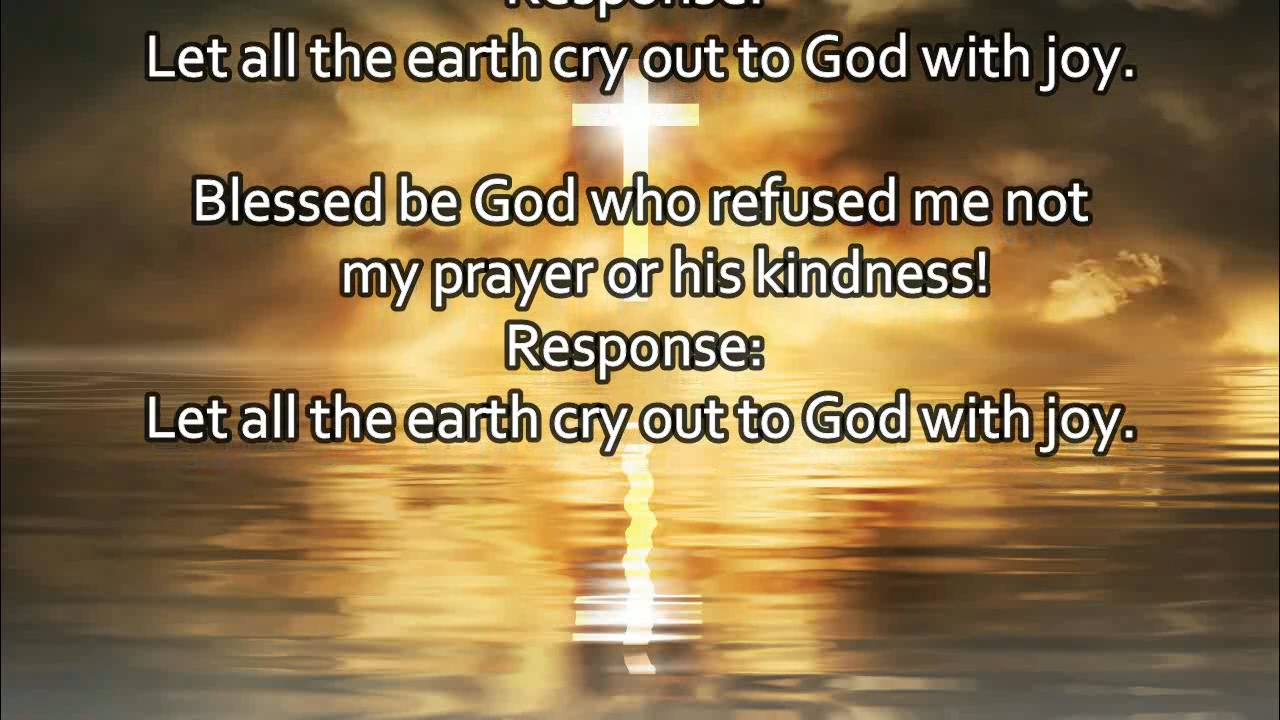 Response:
Let all the earth cry out to God with joy.
Blessed be God who refused me not
my prayer or his kindness!
Response:
Let all the earth cry out to God with joy.